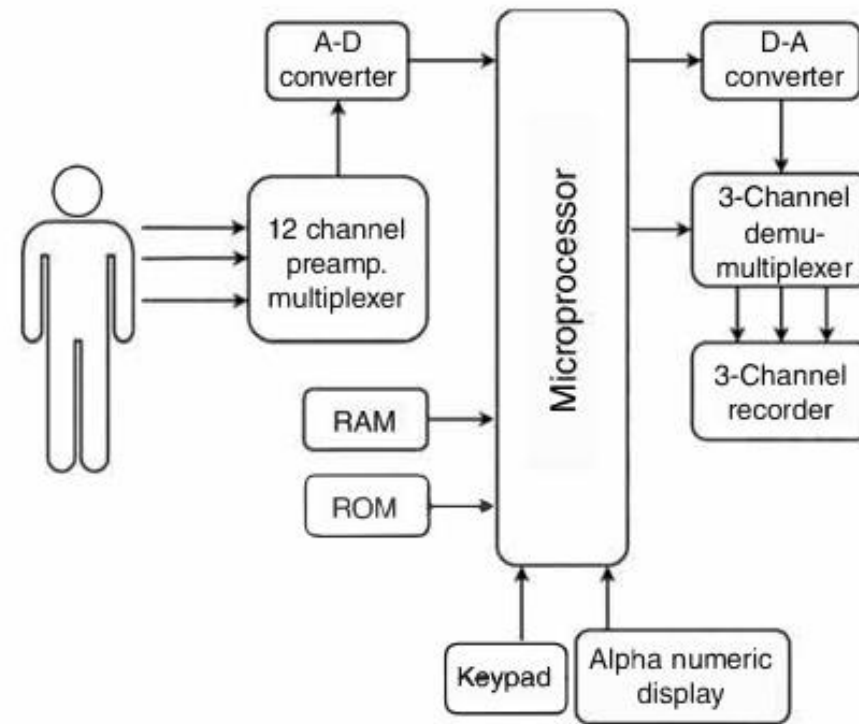 A-D
converter
D-A
converter
12 channel
preamp.
multiplexer
Microprocessor
3-Channel
demu-
multiplexer
3-Channel
recorder
RAM
ROM
Keypad
Alpha numeric
display